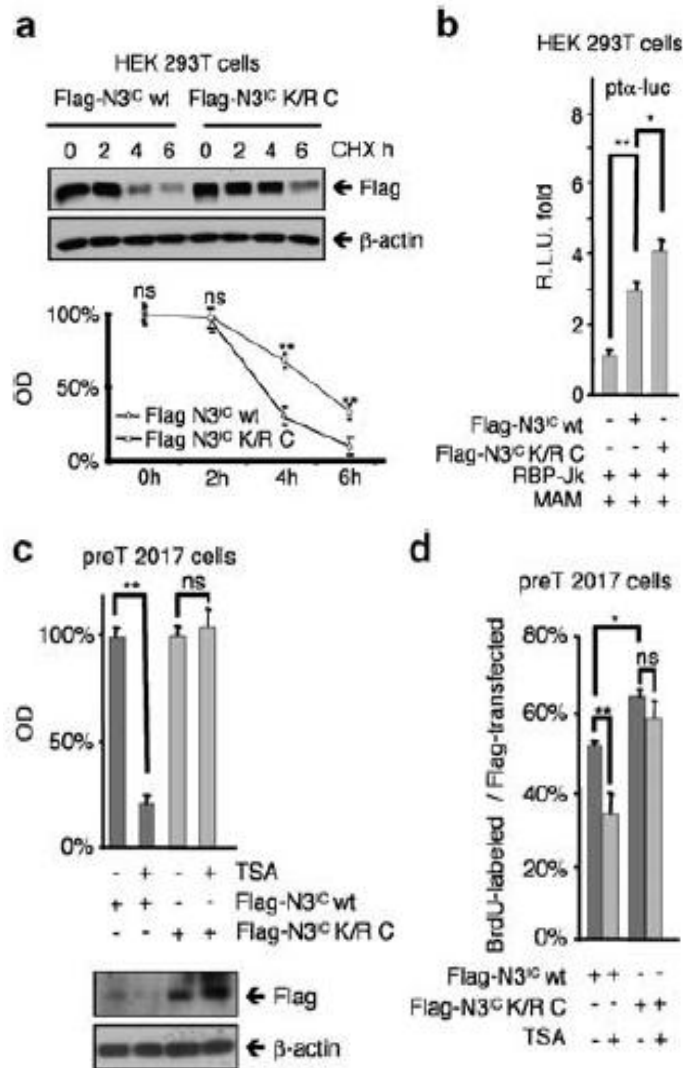 a
HEK 293T cells
Flag-N3IC wt Flag-N3IC K/R C
0 2 4 6 0 2 4 6 CHX h
← Flag
← β-actin
ns ns
100%
**
OD
50%
**
Flag N3IC wt
Flag N3IC K/R C
0%
0h 2h 4h 6h
b
HEK 293T cells
ptα-luc
8
*
**
6
R.L.U. fold
4
2
0
Flag-N3IC wt - + -
Flag-N3IC K/R C - - +
RBP-Jk + + +
MAM + + +
c
preT 2017 cells
** ns
100%
OD
50%
0%
- + - + TSA
+ + - - Flag-N3IC wt
- - + + Flag-N3IC K/R C
← Flag
← β-actin
d
preT 2017 cells
80%
*
ns
60%
**
BrdU-labeled / Flag-transfected
40%
20%
0%
Flag-N3IC wt + + - -
Flag-N3IC K/R C - - + +
TSA - + - +